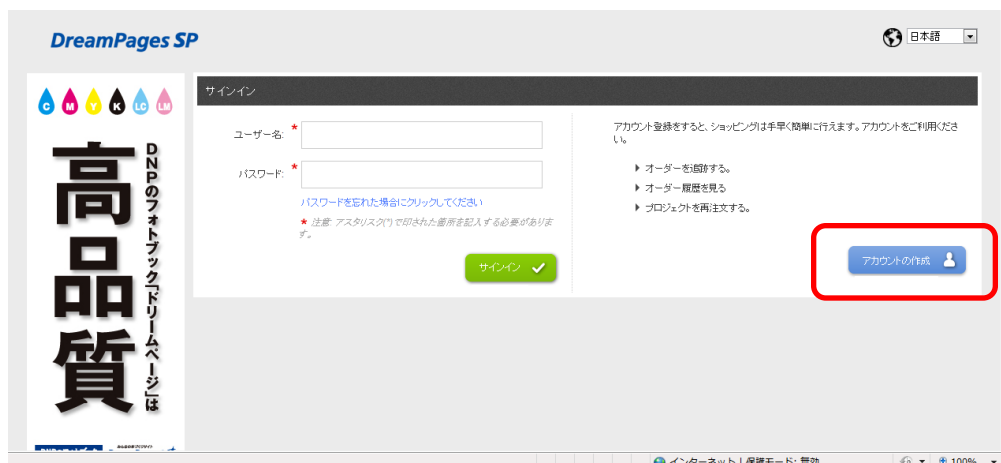 DreamPages SP
日本語
C M Y K LC LM
DNPのフォトブック「ドリームページ」は
高品質
サインイン
ユーザー名: *
パスワード: *
パスワードを忘れた場合にクリックしてください
* 注意: アスタリスク(*)で印された箇所を記入する必要がありま
す。
サインイン
アカウント登録をすると、ショッピングは手早く簡単に行えます。アカウントをご利用くださ
い。
オーダーを追跡する。
オーダー履歴を見る
プロジェクトを再注文する。
アカウントの作成
インターネット | 保護モード: 無効
100%